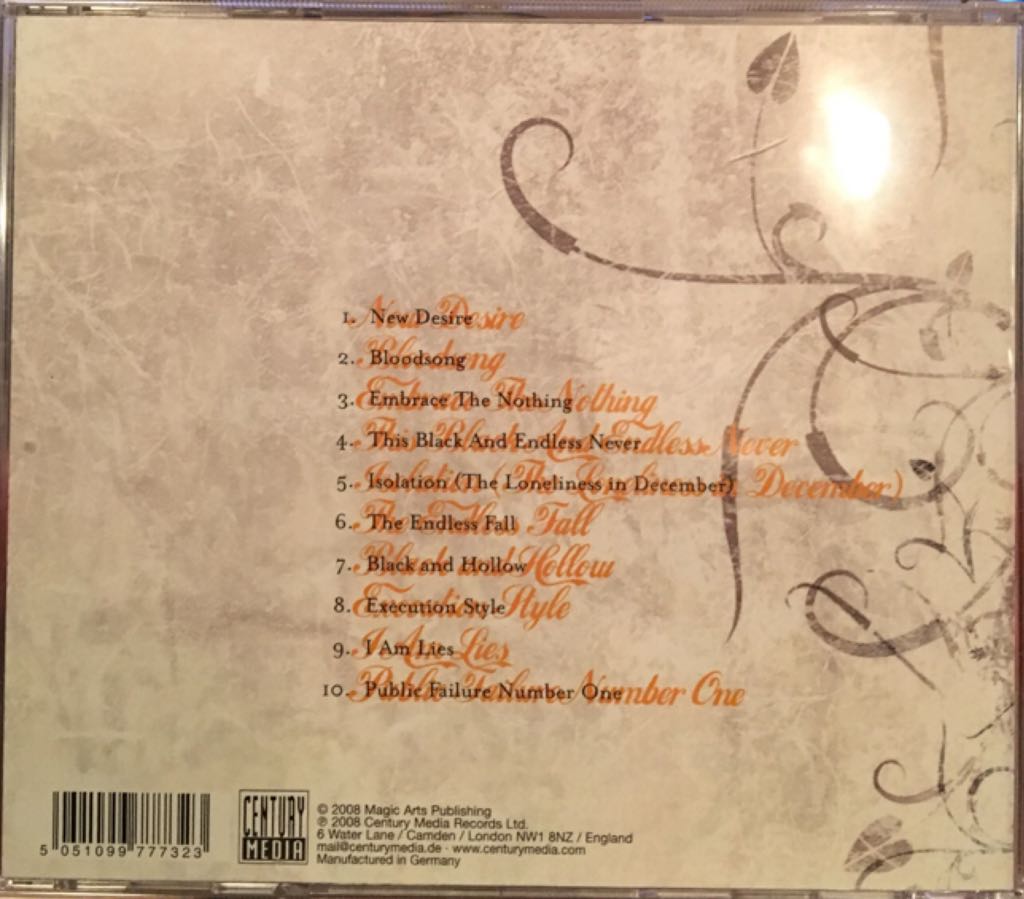 1. New Desire
2. Bloodsong
3. Embrace The Nothing
4. This Black And Endless Never
5. Isolation (The Loneliness in December)
6. The Endless Fall
7. Black and Hollow
8. Execution Style
9. I Am Lies
10. Public Failure Number One
5 051099 777323
CENTURY MEDIA
© 2008 Magic Arts Publishing
℗ 2008 Century Media Records Ltd.
6 Water Lane / Camden / London NW1 8NZ / England
mail@centurymedia.de · www.centurymedia.com
Manufactured in Germany